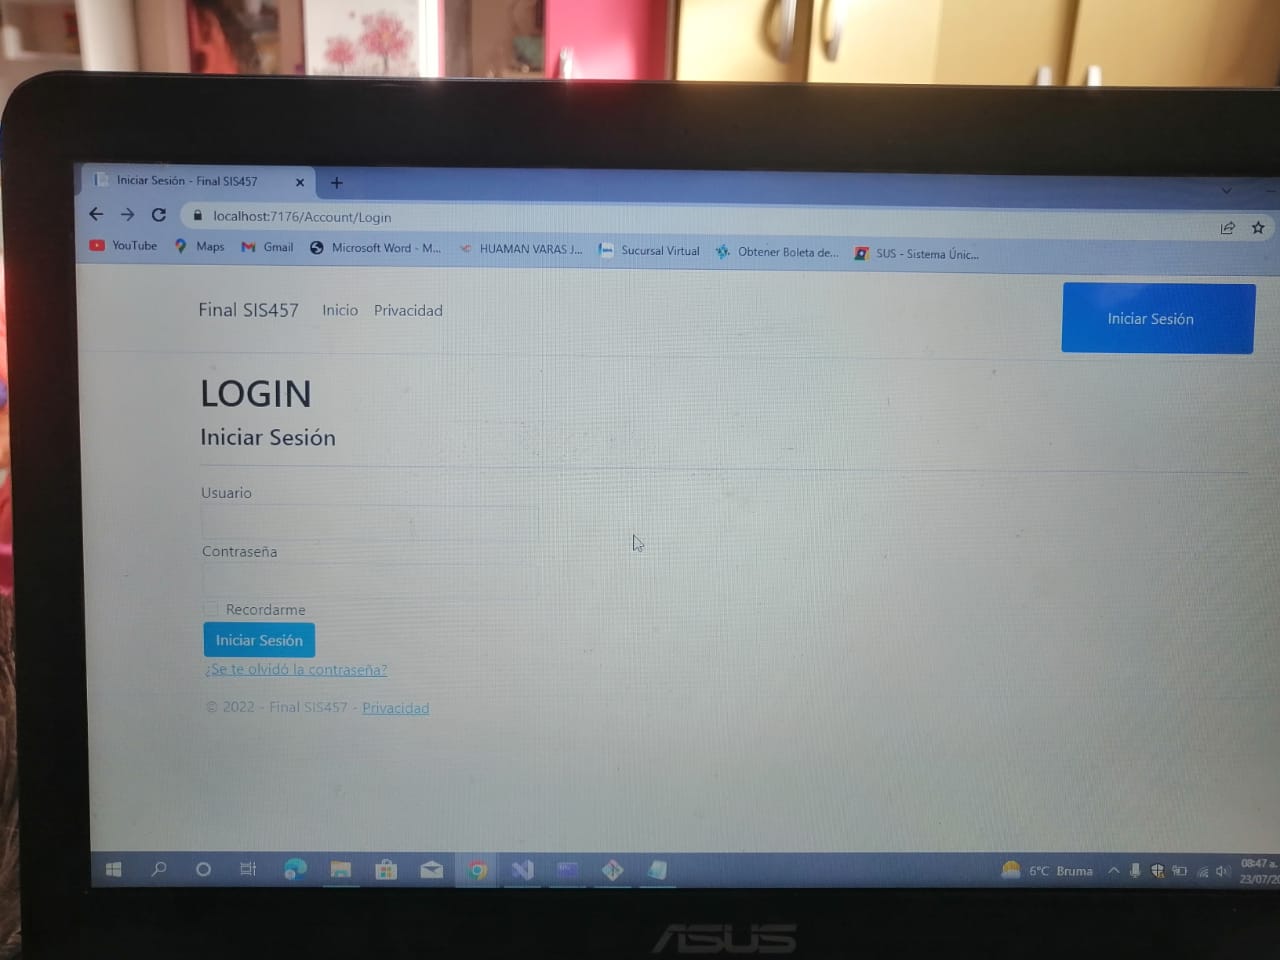 Iniciar Sesión - Final SIS457
localhost:7176/Account/Login
YouTube Maps Gmail Microsoft Word - M... HUAMAN VARAS J... Sucursal Virtual Obtener Boleta de... SUS - Sistema Únic...
Final SIS457 Inicio Privacidad Iniciar Sesión
LOGIN
Iniciar Sesión
Usuario
Contraseña
Recordarme
Iniciar Sesión
¿Se te olvidó la contraseña?
© 2022 - Final SIS457 - Privacidad
6°C Bruma 08:47 a.
23/07/20
ASUS